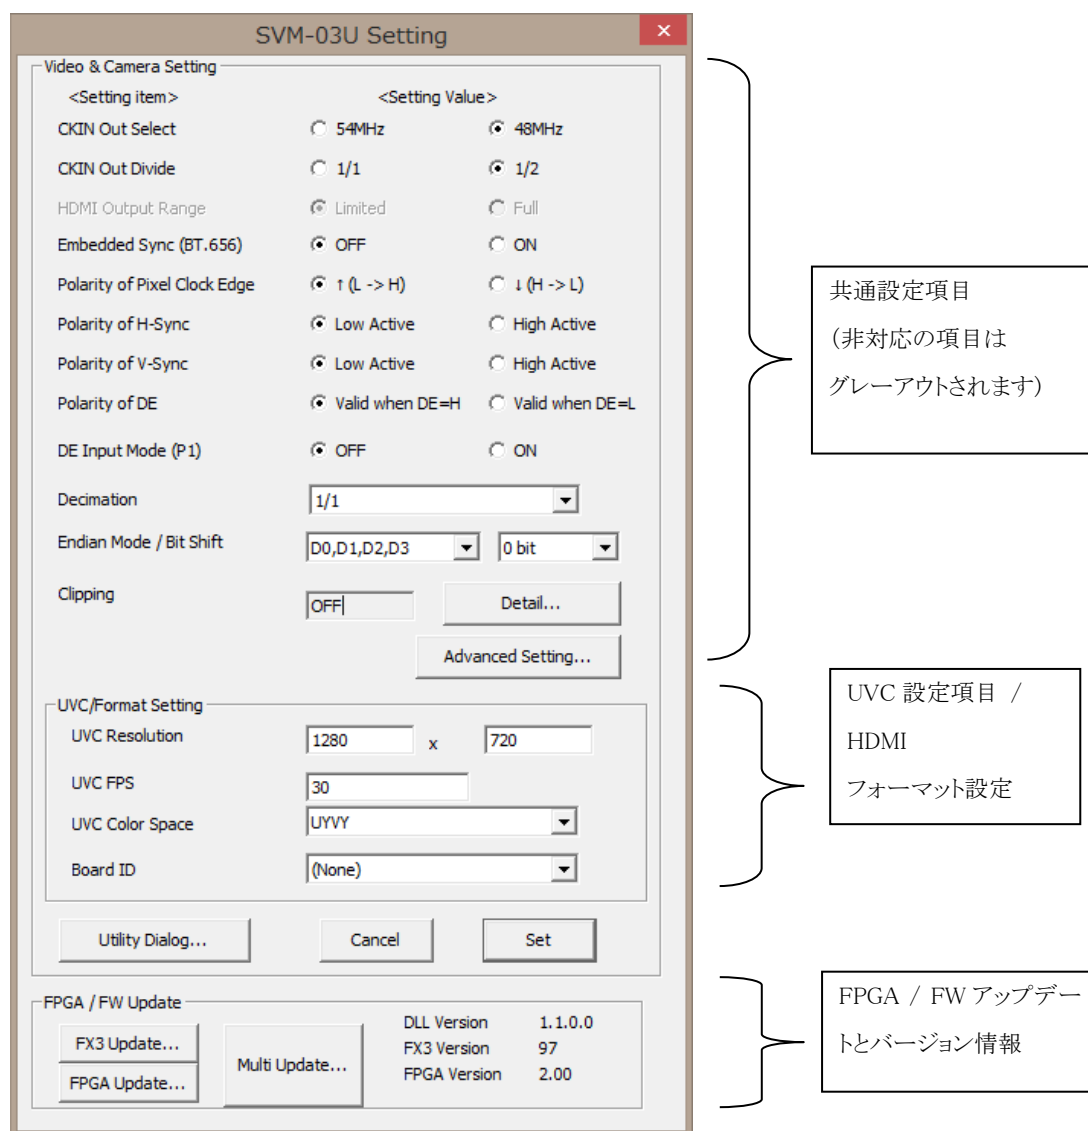 SVM-03U Setting
Video & Camera Setting
<Setting item> <Setting Value>
CKIN Out Select 54MHz 48MHz
CKIN Out Divide 1/1 1/2
HDMI Output Range Limited Full
Embedded Sync (BT.656) OFF ON
Polarity of Pixel Clock Edge ↑ (L -> H) ↓ (H -> L)
Polarity of H-Sync Low Active High Active
Polarity of V-Sync Low Active High Active
Polarity of DE Valid when DE=H Valid when DE=L
DE Input Mode (P1) OFF ON
Decimation 1/1
Endian Mode / Bit Shift D0,D1,D2,D3 0 bit
Clipping OFF Detail...
Advanced Setting...
UVC/Format Setting
UVC Resolution 1280 x 720
UVC FPS 30
UVC Color Space UYVY
Board ID (None)
Utility Dialog... Cancel Set
FPGA / FW Update
FX3 Update...
FPGA Update...
Multi Update...
DLL Version 1.1.0.0
FX3 Version 97
FPGA Version 2.00
共通設定項目
(非対応の項目は
グレーアウトされます)
UVC 設定項目 /
HDMI
フォーマット設定
FPGA / FW アップデー
トとバージョン情報